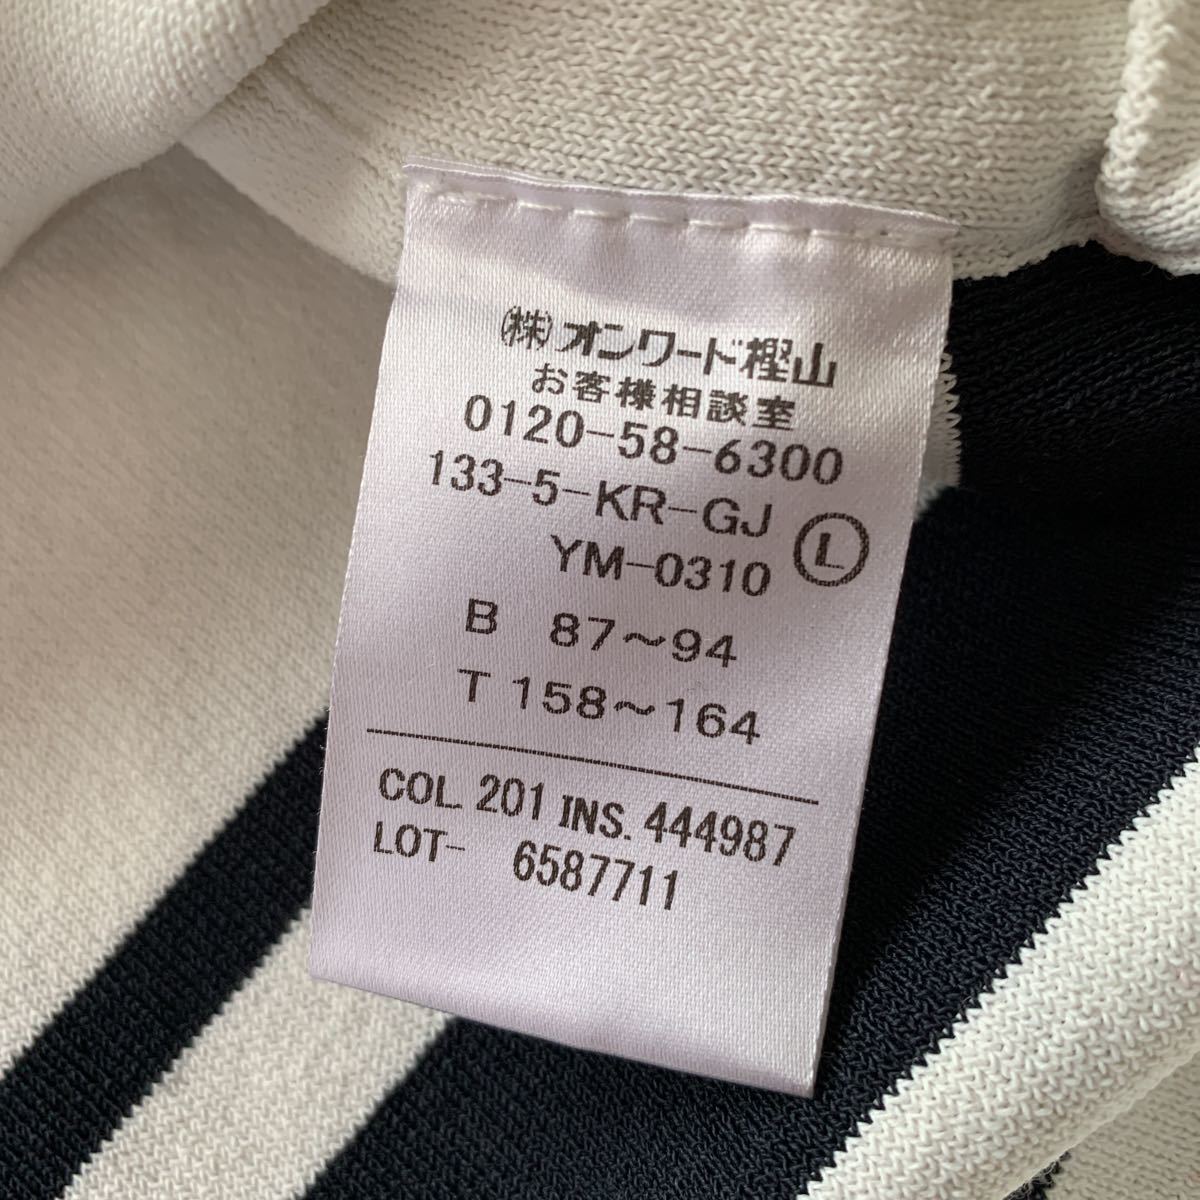 (株)オンワード樫山
お客様相談室
0120-58-6300
133-5-KR-GJ
YM-0310 Ⓛ
B 87～94
T 158～164
COL. 201 INS. 444987
LOT- 6587711